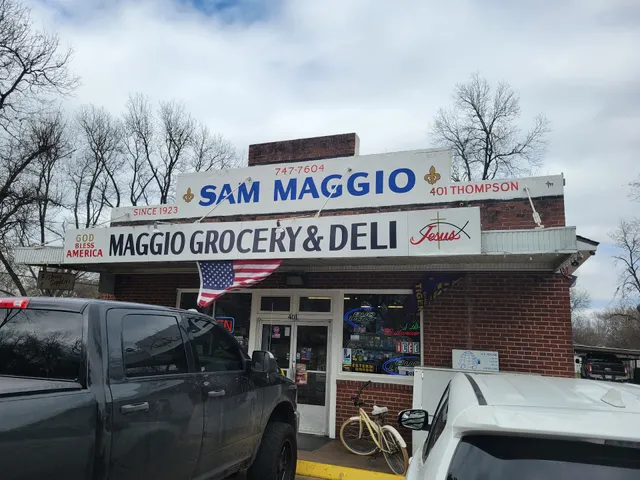 747-7604
SAM MAGGIO
SINCE 1923
401 THOMPSON
GOD
BLESS
AMERICA
MAGGIO GROCERY & DELI
Jesus
401